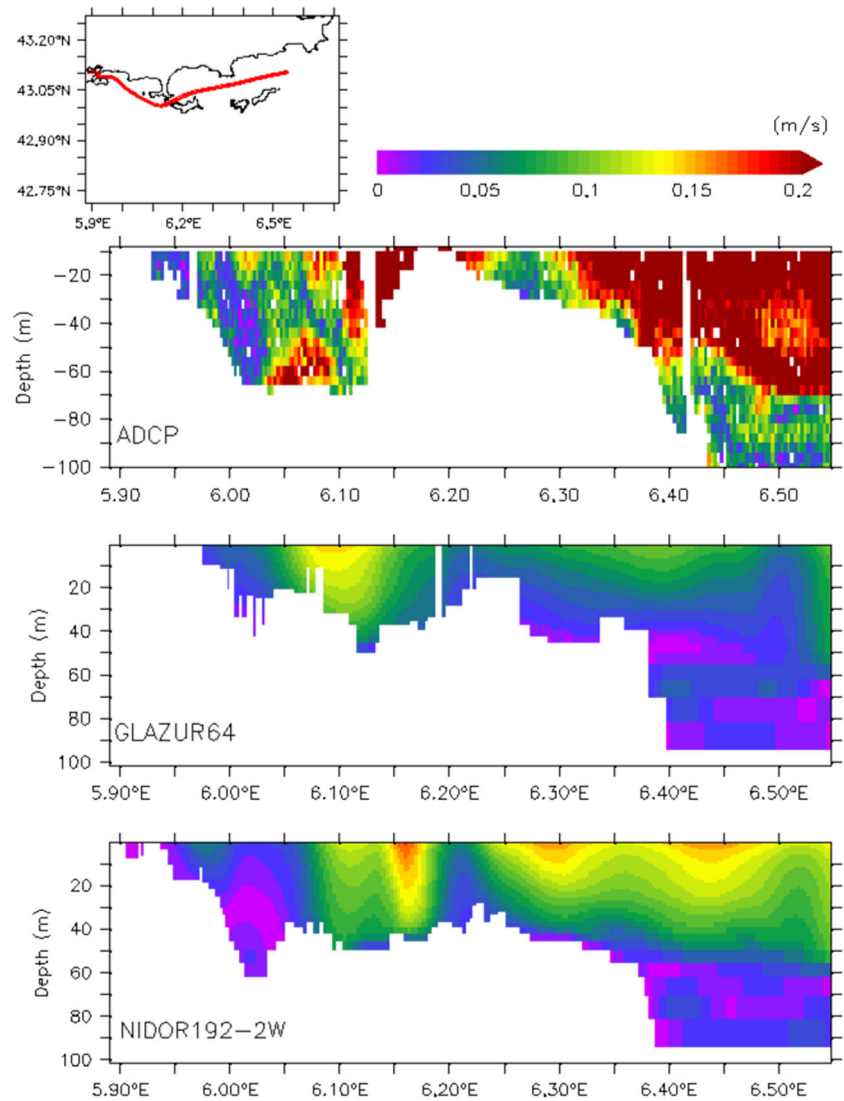 43.20°N
43.05°N
42.90°N
42.75°N
5.9°E 6.2°E 6.5°E
(m/s)
0 0.05 0.1 0.15 0.2
Depth (m)
-20
-40
-60
-80
-100
ADCP
5.90 6.00 6.10 6.20 6.30 6.40 6.50
Depth (m)
20
40
60
80
100
GLAZUR64
5.90°E 6.00°E 6.10°E 6.20°E 6.30°E 6.40°E 6.50°E
Depth (m)
20
40
60
80
100
NIDOR192-2W
5.90°E 6.00°E 6.10°E 6.20°E 6.30°E 6.40°E 6.50°E